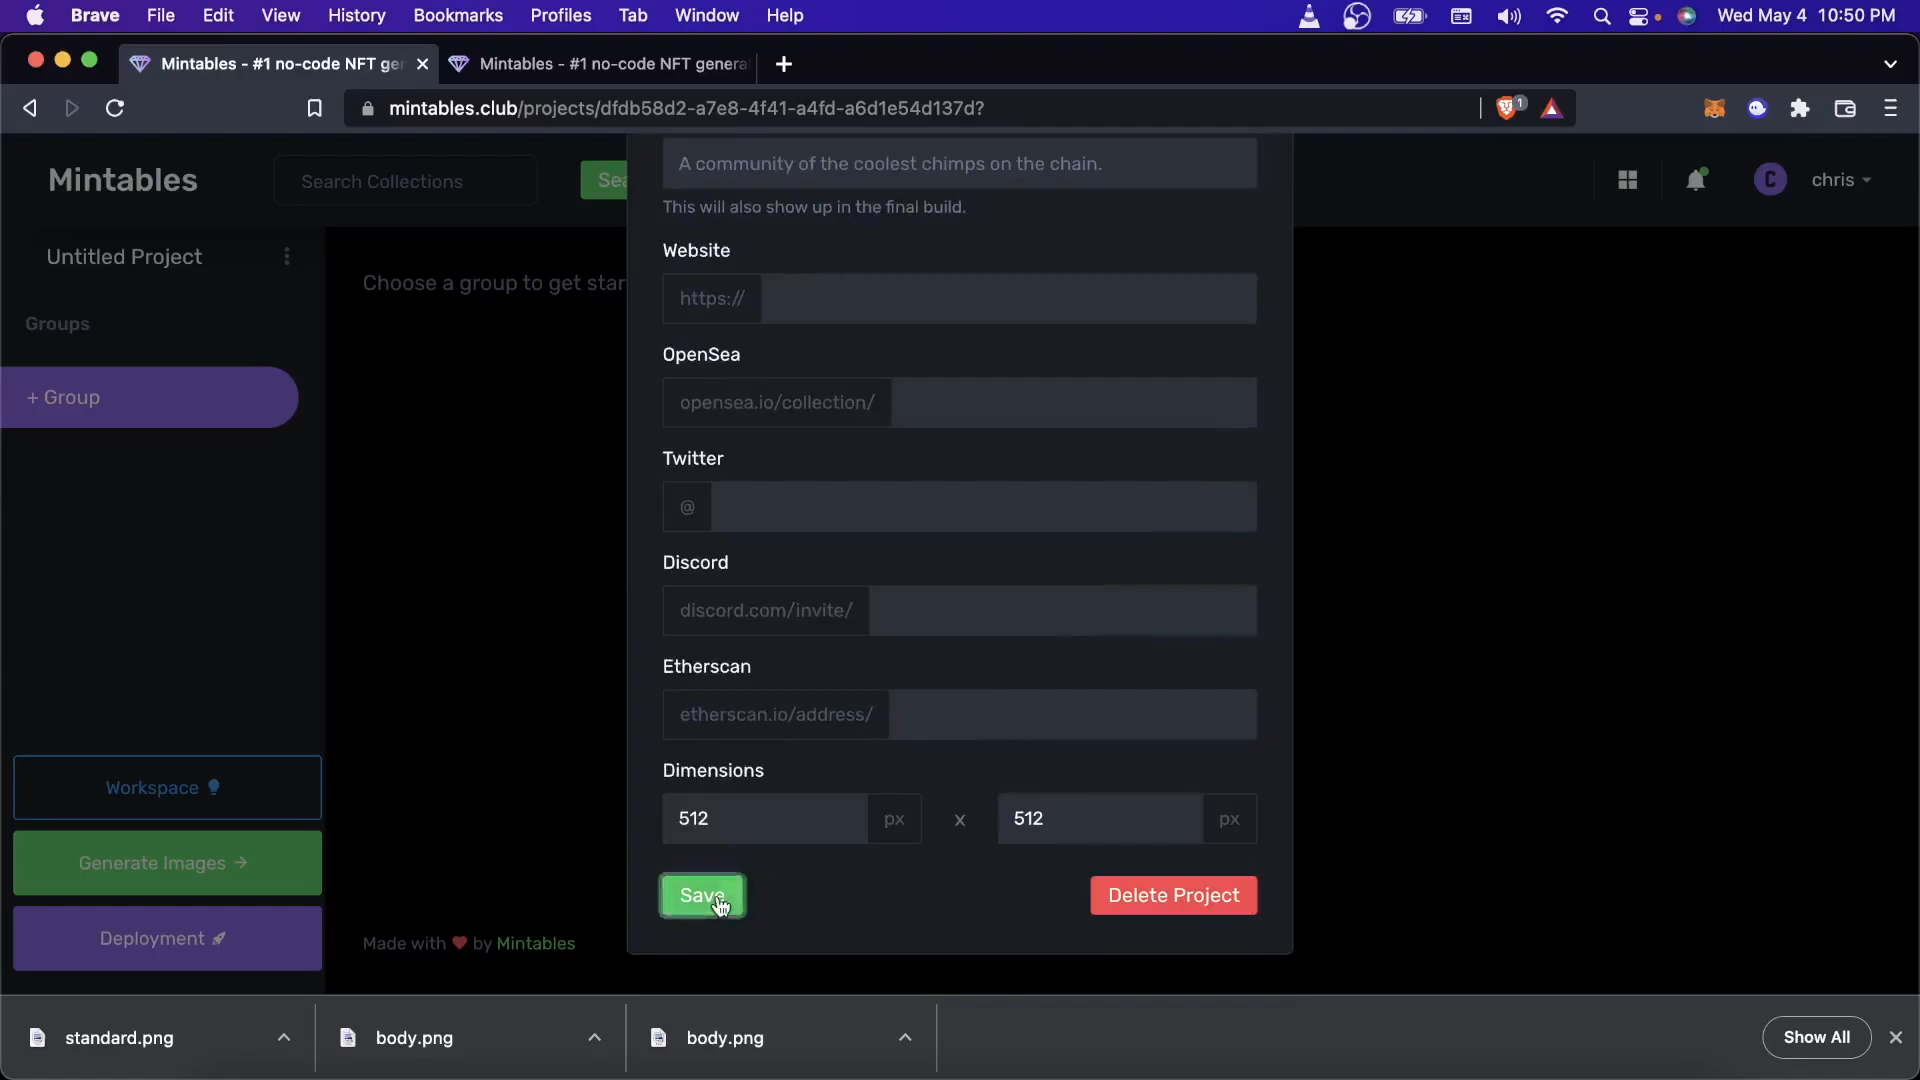 Brave File Edit View History Bookmarks Profiles Tab Window Help Wed May 4 10:50 PM
Mintables - #1 no-code NFT ger Mintables - #1 no-code NFT genera
mintables.club/projects/dfdb58d2-a7e8-4f41-a4fd-a6d1e54d137d? 1
Mintables
Search Collections
Sea
C chris
A community of the coolest chimps on the chain.
This will also show up in the final build.
Untitled Project
Choose a group to get star
Groups
+ Group
Website
https://
OpenSea
opensea.io/collection/
Twitter
@
Discord
discord.com/invite/
Etherscan
etherscan.io/address/
Dimensions
512 px x 512 px
Save Delete Project
Workspace
Generate Images →
Deployment
Made with ❤ by Mintables
standard.png body.png body.png Show All